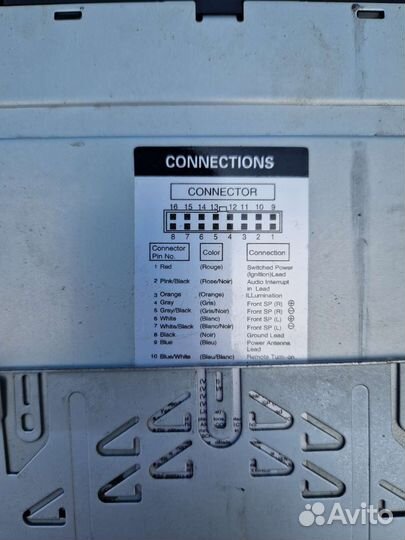 CONNECTIONS
CONNECTOR
16 15 14 13 12 11 10 9
8 7 6 5 4 3 2 1
Connector Pin No. Color Connection
1 Red (Rouge) Switched Power (Ignition)Lead
2 Pink/Black (Rose/Noir) Audio Interrupt in Lead
3 Orange (Orange) ILLumination
4 Gray (Gris) Front SP (R) ⊕
5 Gray/Black (Gris/Noir) Front SP (R) ⊖
6 White (Blanc) Front SP (L) ⊕
7 White/Black (Blanc/Noir) Front SP (L) ⊖
8 Black (Noir) Ground Lead
9 Blue (Bleu) Power Antenna Lead
10 Blue/White (Bleu/Blanc) Remote Turn-on
Avito